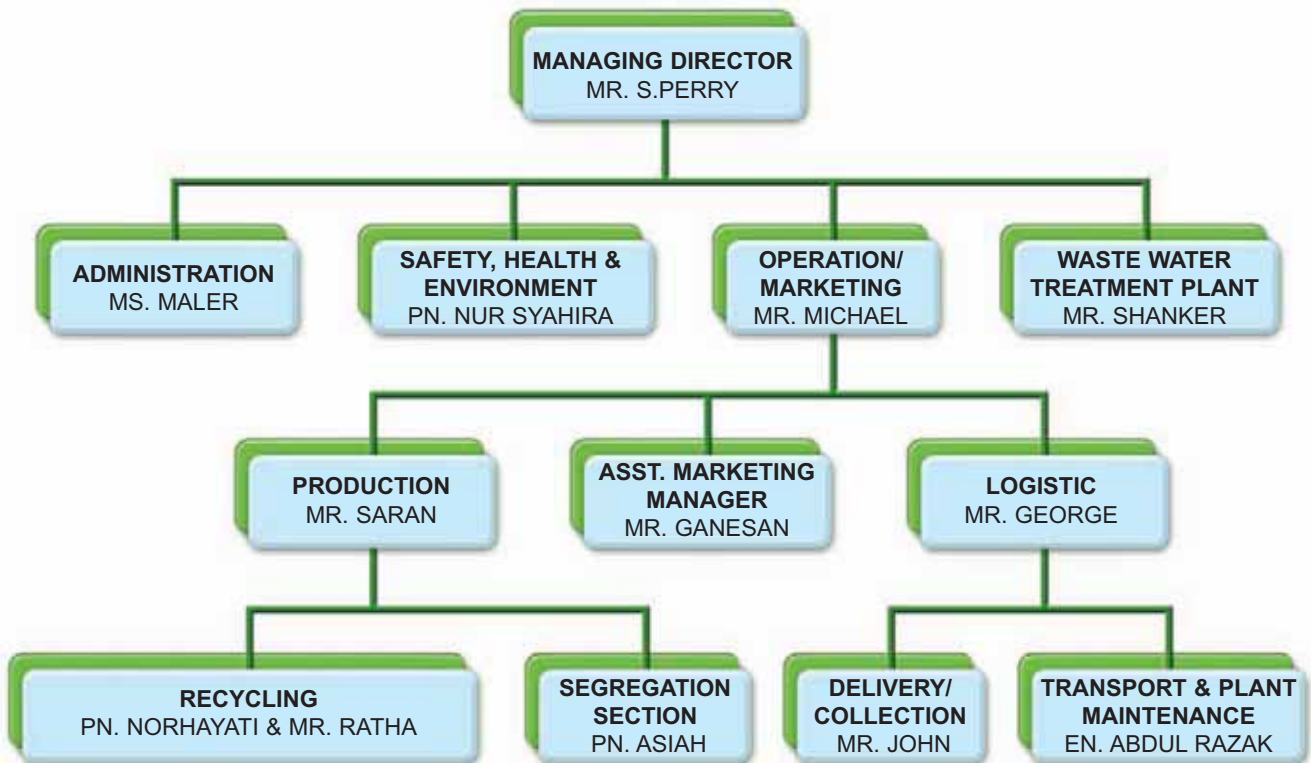 MANAGING DIRECTOR
MR. S.PERRY
ADMINISTRATION
MS. MALER
SAFETY, HEALTH &
ENVIRONMENT
PN. NUR SYAHIRA
OPERATION/
MARKETING
MR. MICHAEL
WASTE WATER
TREATMENT PLANT
MR. SHANKER
PRODUCTION
MR. SARAN
ASST. MARKETING
MANAGER
MR. GANESAN
LOGISTIC
MR. GEORGE
RECYCLING
PN. NORHAYATI & MR. RATHA
SEGREGATION
SECTION
PN. ASIAH
DELIVERY/
COLLECTION
MR. JOHN
TRANSPORT & PLANT
MAINTENANCE
EN. ABDUL RAZAK